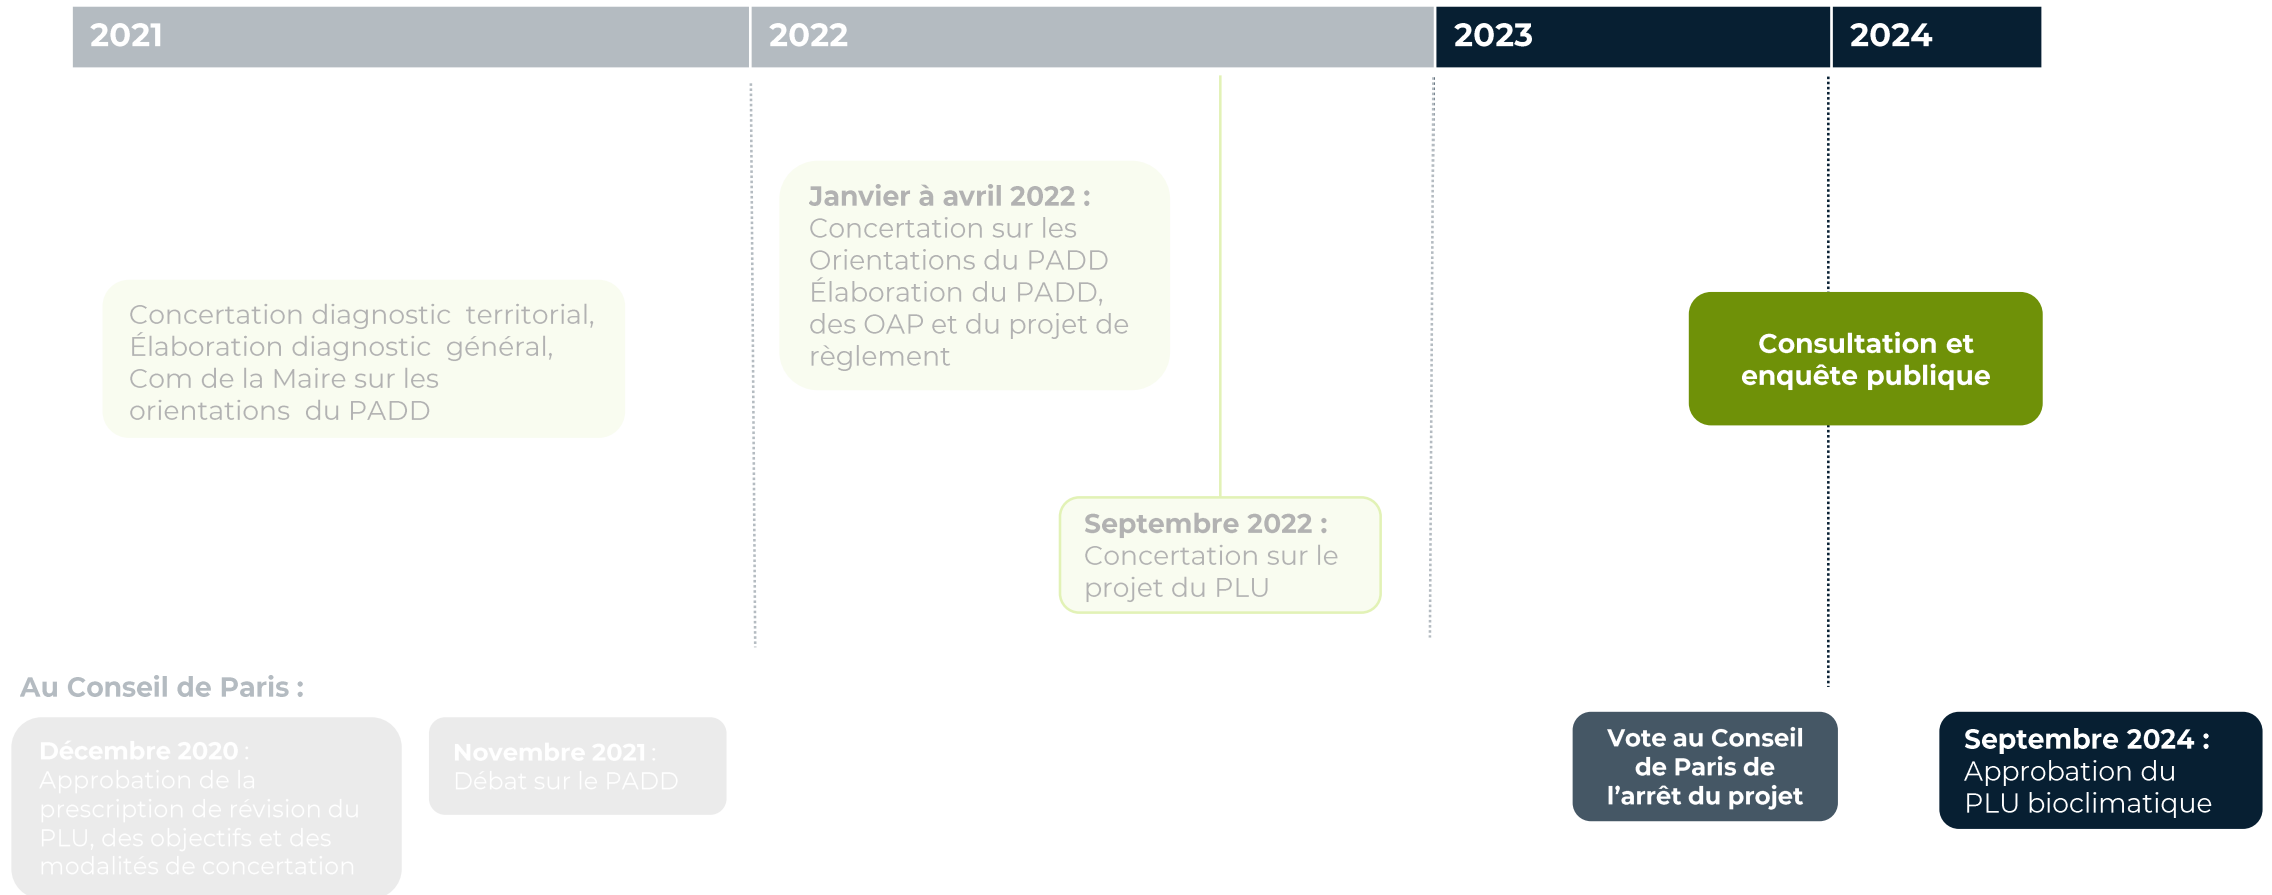 2021
2022
2023
2024
Janvier à avril 2022 :
Concertation sur les
Orientations du PADD
Élaboration du PADD,
des OAP et du projet de
règlement
Concertation diagnostic territorial,
Élaboration diagnostic général,
Com de la Maire sur les
orientations du PADD
Consultation et
enquête publique
Septembre 2022 :
Concertation sur le
projet du PLU
Au Conseil de Paris :
Décembre 2020 :
Approbation de la
prescription de révision du
PLU, des objectifs et des
modalités de concertation
Novembre 2021 :
Débat sur le PADD
Vote au Conseil
de Paris de
l’arrêt du projet
Septembre 2024 :
Approbation du
PLU bioclimatique